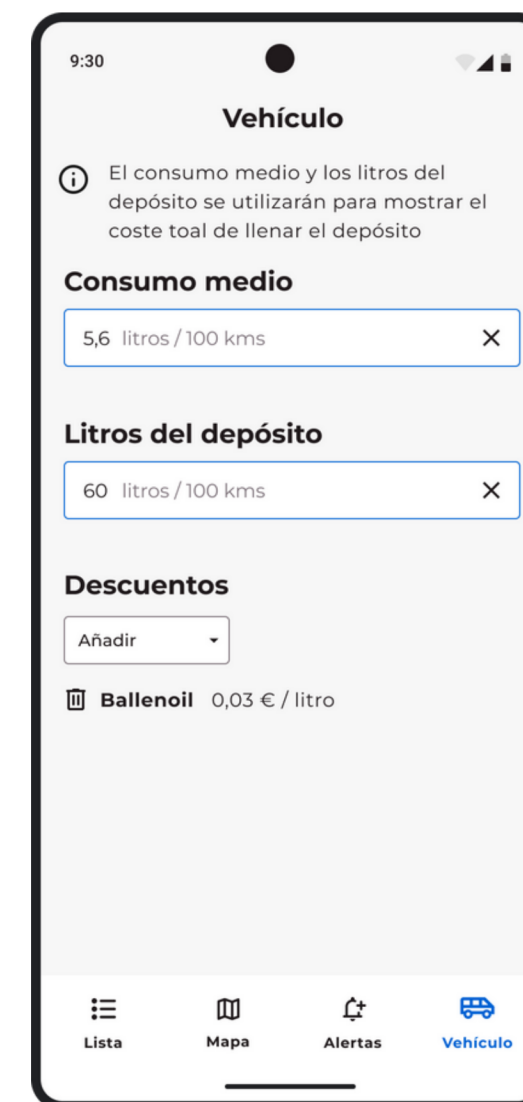 9:30
Vehículo
El consumo medio y los litros del
depósito se utilizarán para mostrar el
coste toal de llenar el depósito
Consumo medio
5,6 litros / 100 kms
Litros del depósito
60 litros / 100 kms
Descuentos
Añadir
Ballenoil 0,03 € / litro
Lista Mapa Alertas Vehículo